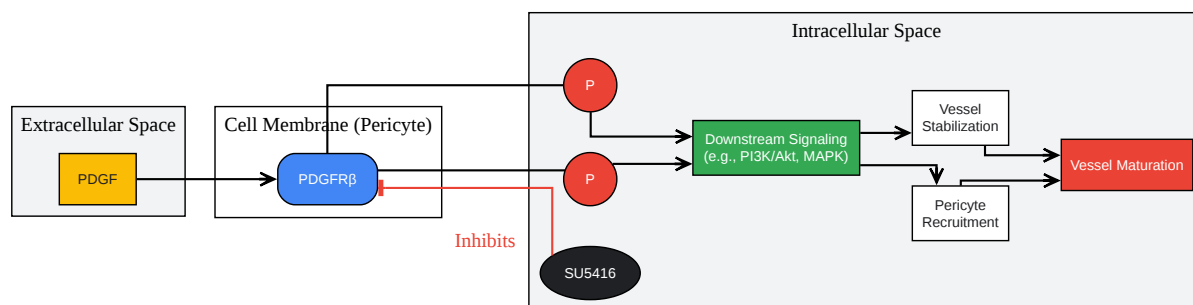 Extracellular Space
PDGF
Cell Membrane (Pericyte)
PDGFRβ
Inhibits
Intracellular Space
P
P
SU5416
Downstream Signaling
(e.g., PI3K/Akt, MAPK)
Vessel
Stabilization
Pericyte
Recruitment
Vessel Maturation